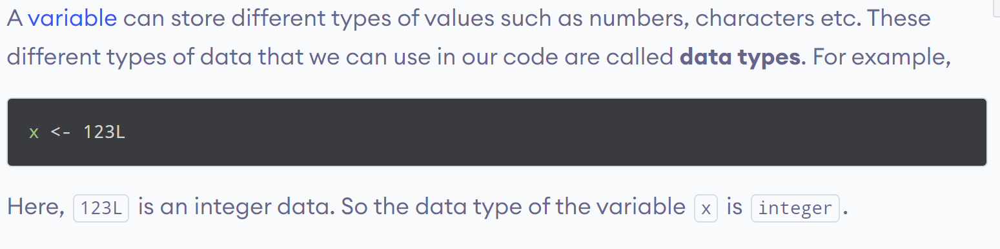 A variable can store different types of values such as numbers, characters etc. These
different types of data that we can use in our code are called data types. For example,
x <- 123L
Here, 123L is an integer data. So the data type of the variable x is integer.